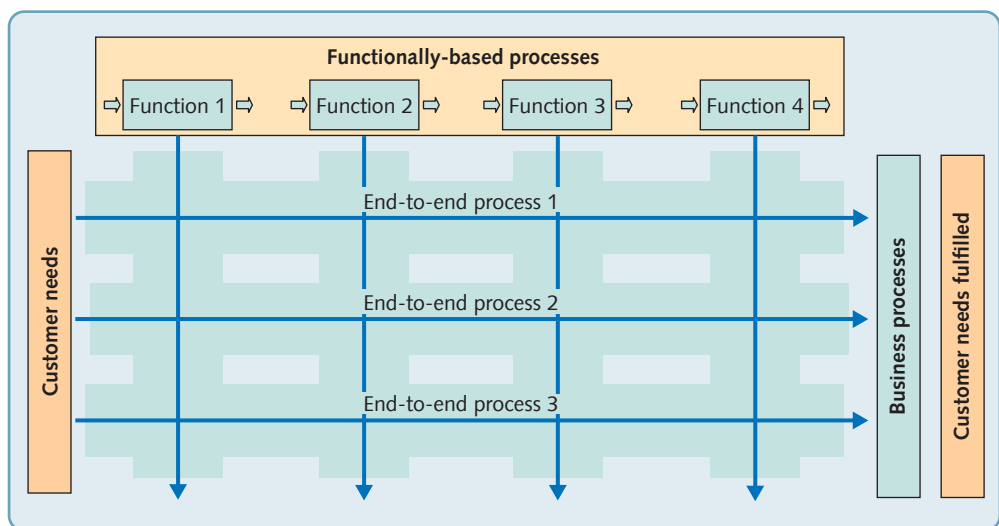 Functionally-based processes
Function 1
Function 2
Function 3
Function 4
Customer needs
End-to-end process 1
End-to-end process 2
End-to-end process 3
Business processes
Customer needs fulfilled